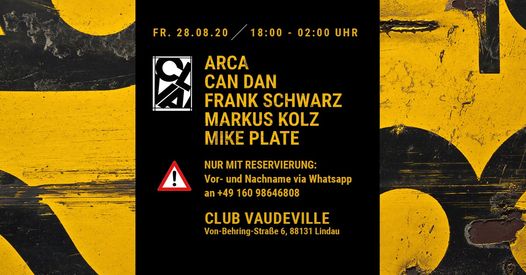 FR. 28.08.20 / 18:00 - 02:00 UHR
ARCA
CAN DAN
FRANK SCHWARZ
MARKUS KOLZ
MIKE PLATE
NUR MIT RESERVIERUNG:
Vor- und Nachname via Whatsapp
an +49 160 98646808
CLUB VAUDEVILLE
Von-Behring-Straße 6, 88131 Lindau